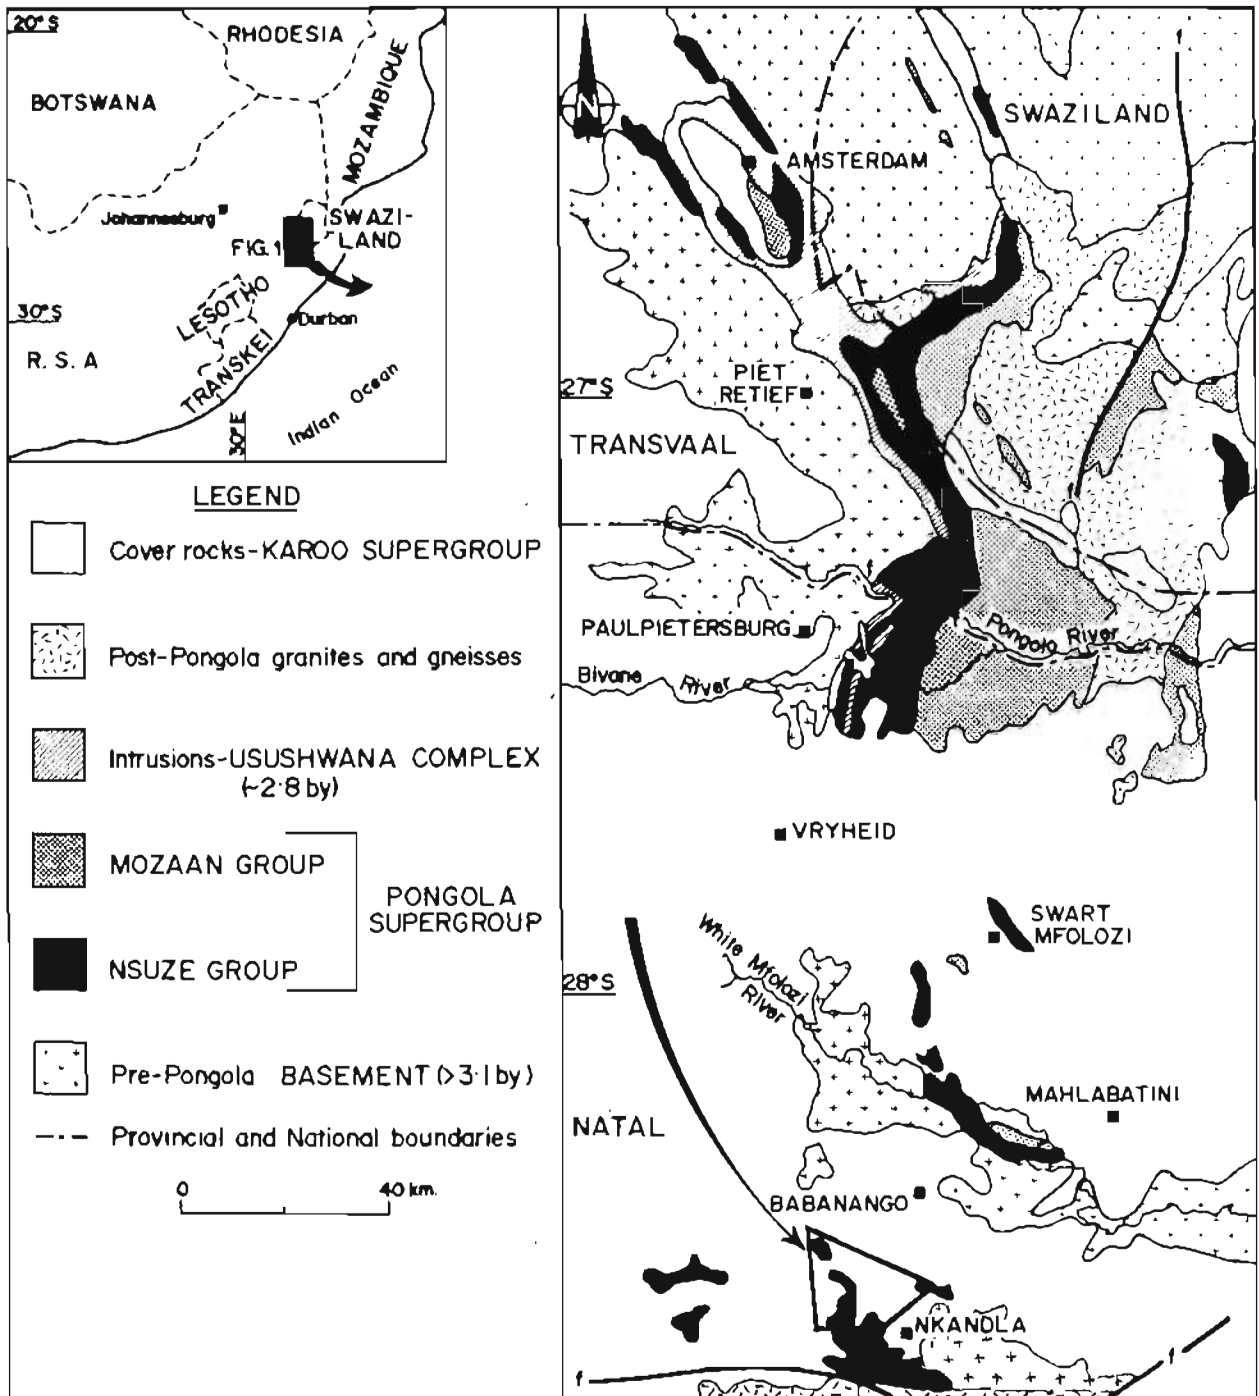 20°S
RHODESIA
BOTSWANA
MOZAMBIQUE
Johannesburg
SWAZI-
LAND
FIG. 1
LESOTHO
30°S
Durban
R.S.A
TRANSKEI
30°E
Indian Ocean
LEGEND
Cover rocks-KAROO SUPERGROUP
Post-Pongola granites and gneisses
Intrusions-USUSHWANA COMPLEX
(~2·8 by)
MOZAAN GROUP
PONGOLA
SUPERGROUP
NSUZE GROUP
Pre-Pongola BASEMENT (>3·1 by)
Provincial and National boundaries
0 40 km.
N
f
f
SWAZILAND
AMSTERDAM
f
PIET
RETIEF
27°S
TRANSVAAL
f
f
PAULPIETERSBURG
Pongola River
Bivane River
VRYHEID
SWART
MFOLOZI
White Mfolozi
River
28°S
MAHLABATINI
NATAL
BABANANGO
NKANDLA
f
f